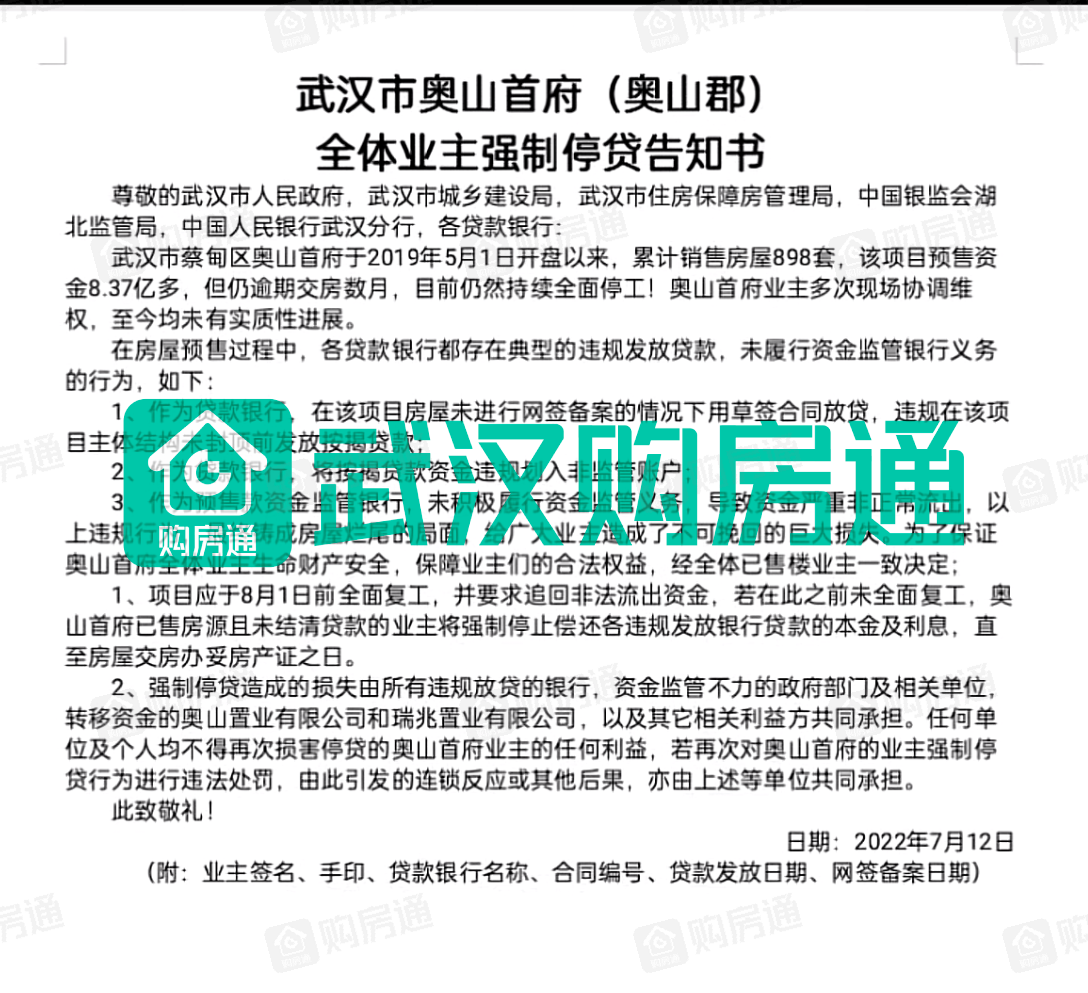 武汉市奥山首府（奥山郡）
全体业主强制停贷告知书
尊敬的武汉市人民政府，武汉市城乡建设局，武汉市住房保障房管理局，中国银监会湖
北监管局，中国人民银行武汉分行，各贷款银行：
武汉市蔡甸区奥山首府于2019年5月1日开盘以来，累计销售房屋898套，该项目预售资
金8.37亿多，但仍逾期交房数月，目前仍然持续全面停工！奥山首府业主多次现场协调维
权，至今均未有实质性进展。
在房屋预售过程中，各贷款银行都存在典型的违规发放贷款，未履行资金监管银行义务
的行为，如下：
1、作为贷款银行，在该项目房屋未进行网签备案的情况下用草签合同放贷，违规在该项
目主体结构未封顶前发放按揭贷款；
2、作为贷款银行，将按揭贷款资金违规划入非监管账户；
3、作为预售款资金监管银行，未积极履行资金监管义务，导致资金严重非正常流出，以
上违规行 铸成房屋烂尾的局面，给广大业主造成了不可挽回的巨大损失。为了保证
奥山首府全体业主生命财产安全，保障业主们的合法权益，经全体已售楼业主一致决定；
1、项目应于8月1日前全面复工，并要求追回非法流出资金，若在此之前未全面复工，奥
山首府已售房源且未结清贷款的业主将强制停止偿还各违规发放银行贷款的本金及利息，直
至房屋交房办妥房产证之日。
2、强制停贷造成的损失由所有违规放贷的银行，资金监管不力的政府部门及相关单位，
转移资金的奥山置业有限公司和瑞兆置业有限公司，以及其它相关利益方共同承担。任何单
位及个人均不得再次损害停贷的奥山首府业主的任何利益，若再次对奥山首府的业主强制停
贷行为进行违法处罚，由此引发的连锁反应或其他后果，亦由上述等单位共同承担。
此致敬礼！
日期：2022年7月12日
（附：业主签名、手印、贷款银行名称、合同编号、贷款发放日期、网签备案日期）
购房通
武汉购房通